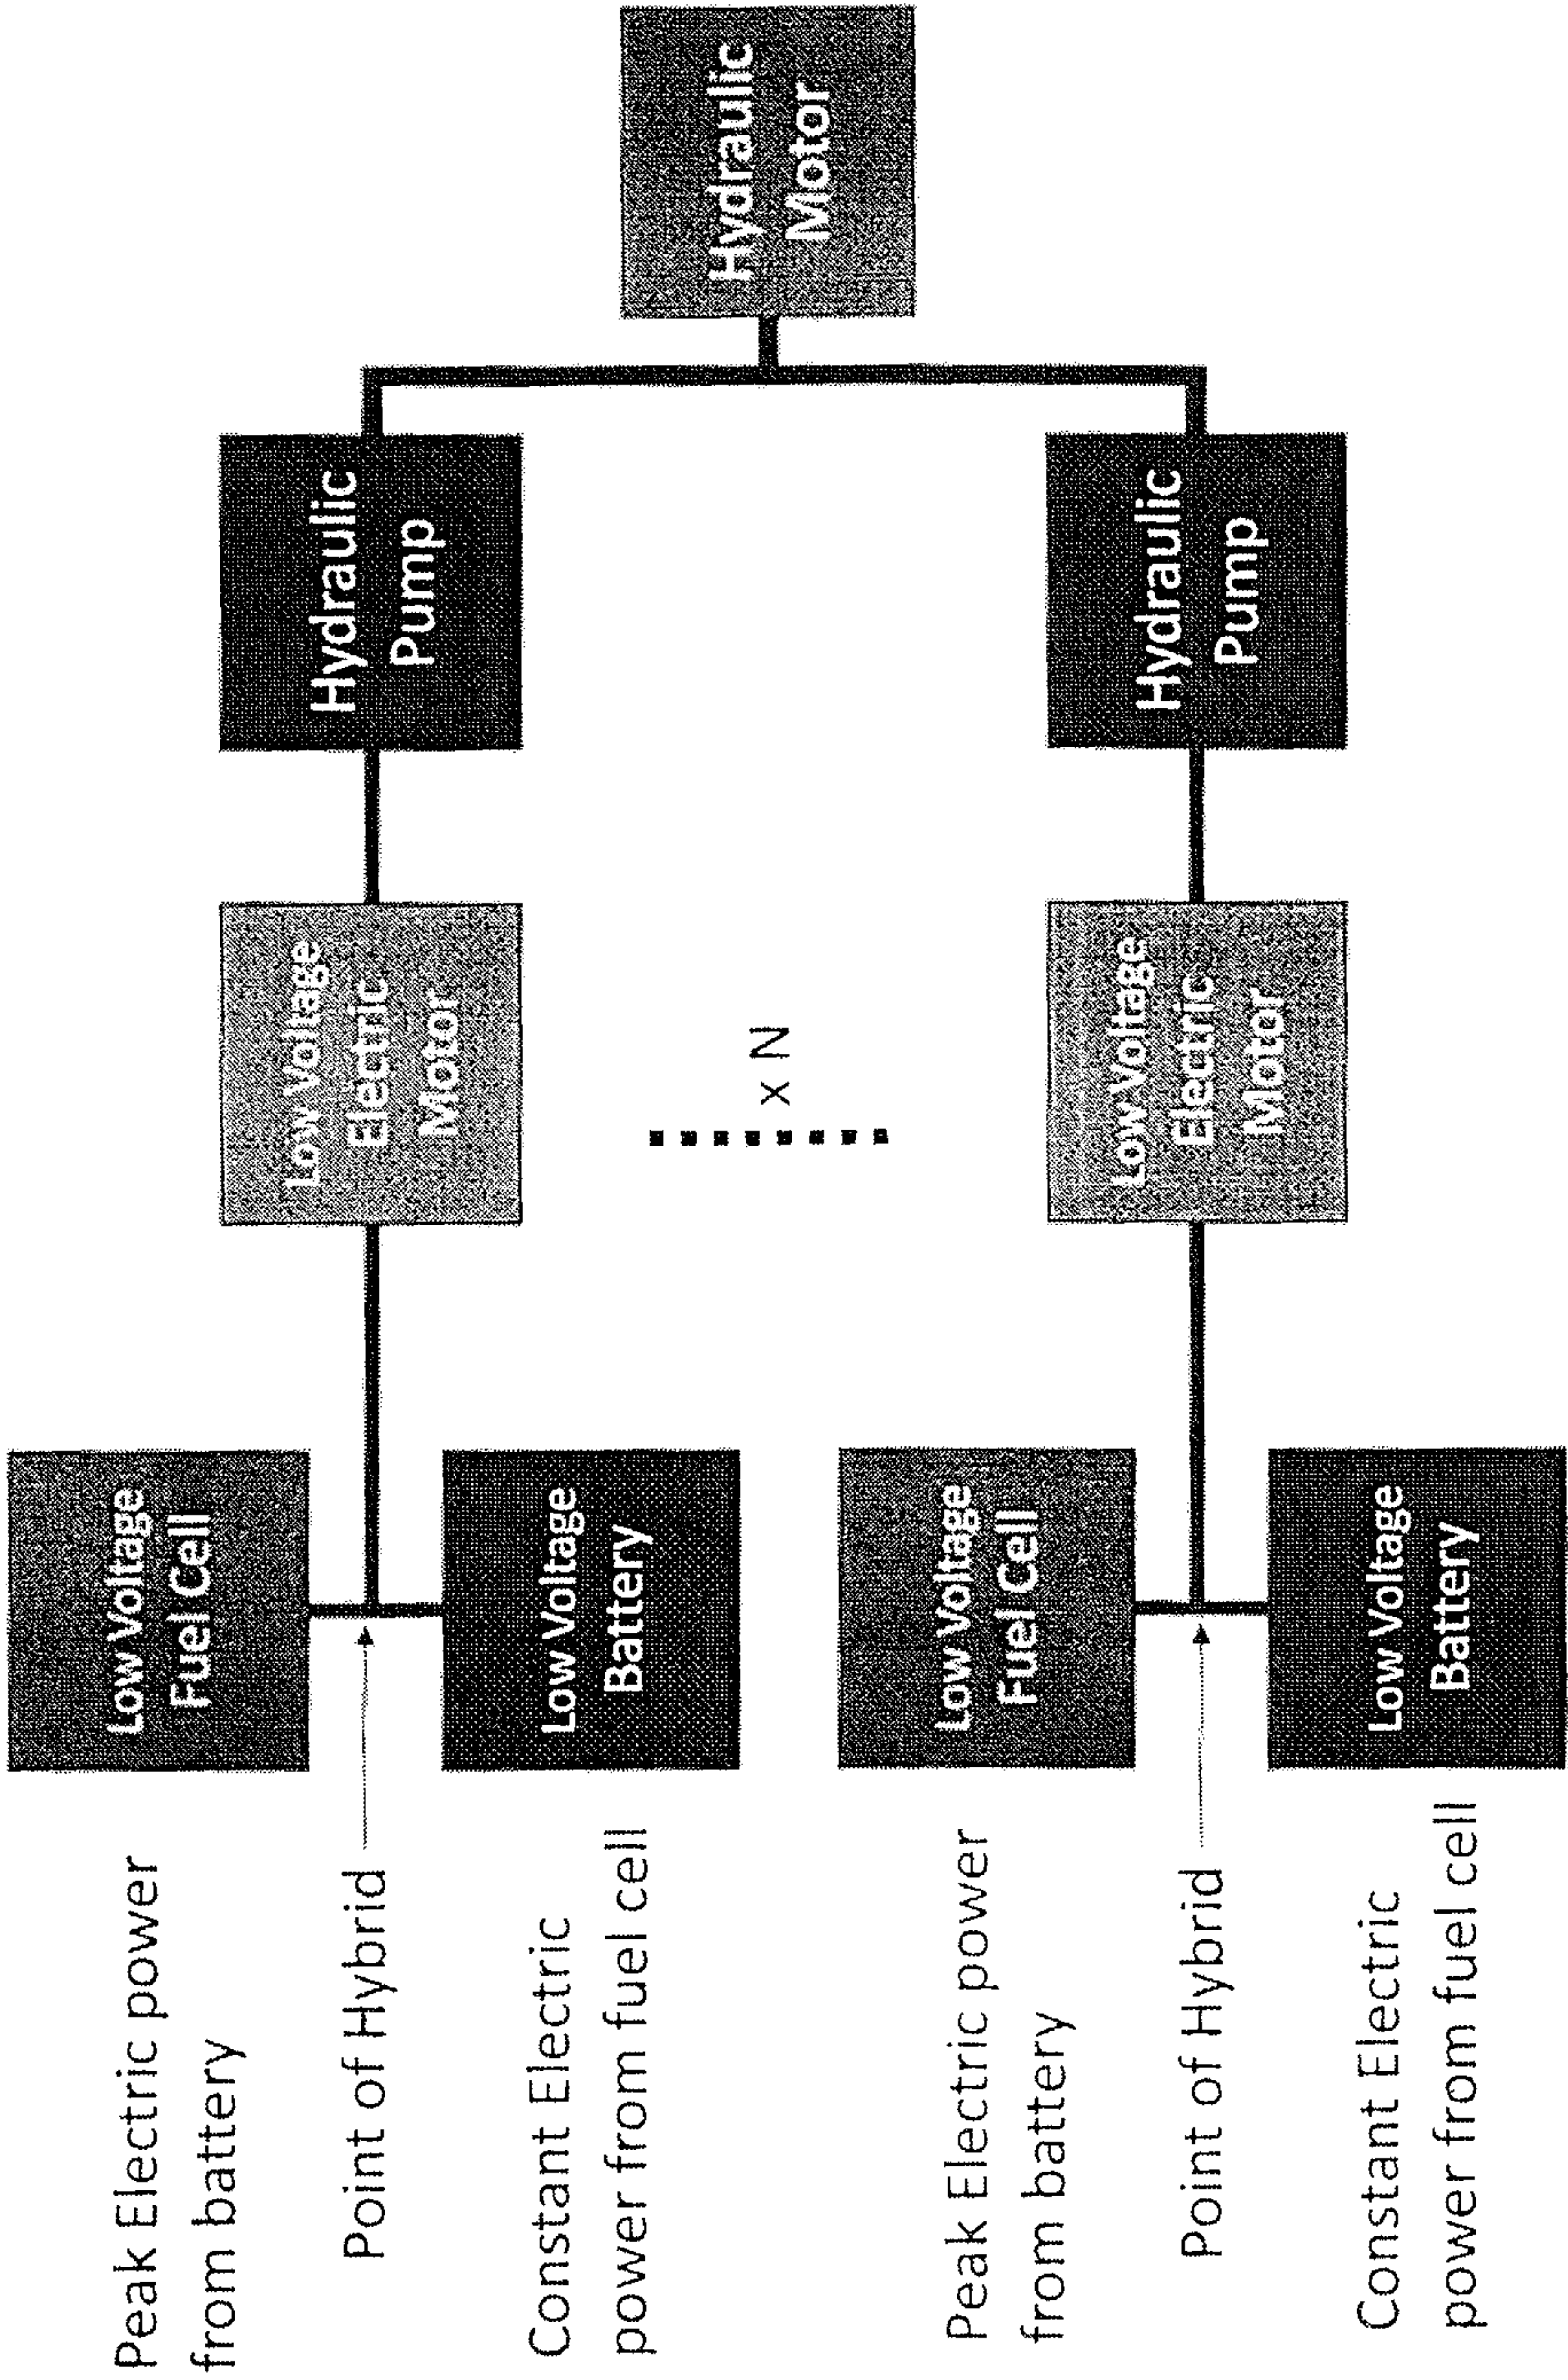 Peak Electric power
from battery
Low Voltage
Fuel Cell
Point of Hybrid
Low Voltage
Electric
Motor
Hydraulic
Pump
Constant Electric
power from fuel cell
Low Voltage
Battery
x N
Hydraulic
Motor
Peak Electric power
from battery
Low Voltage
Fuel Cell
Point of Hybrid
Low Voltage
Electric
Motor
Hydraulic
Pump
Constant Electric
power from fuel cell
Low Voltage
Battery